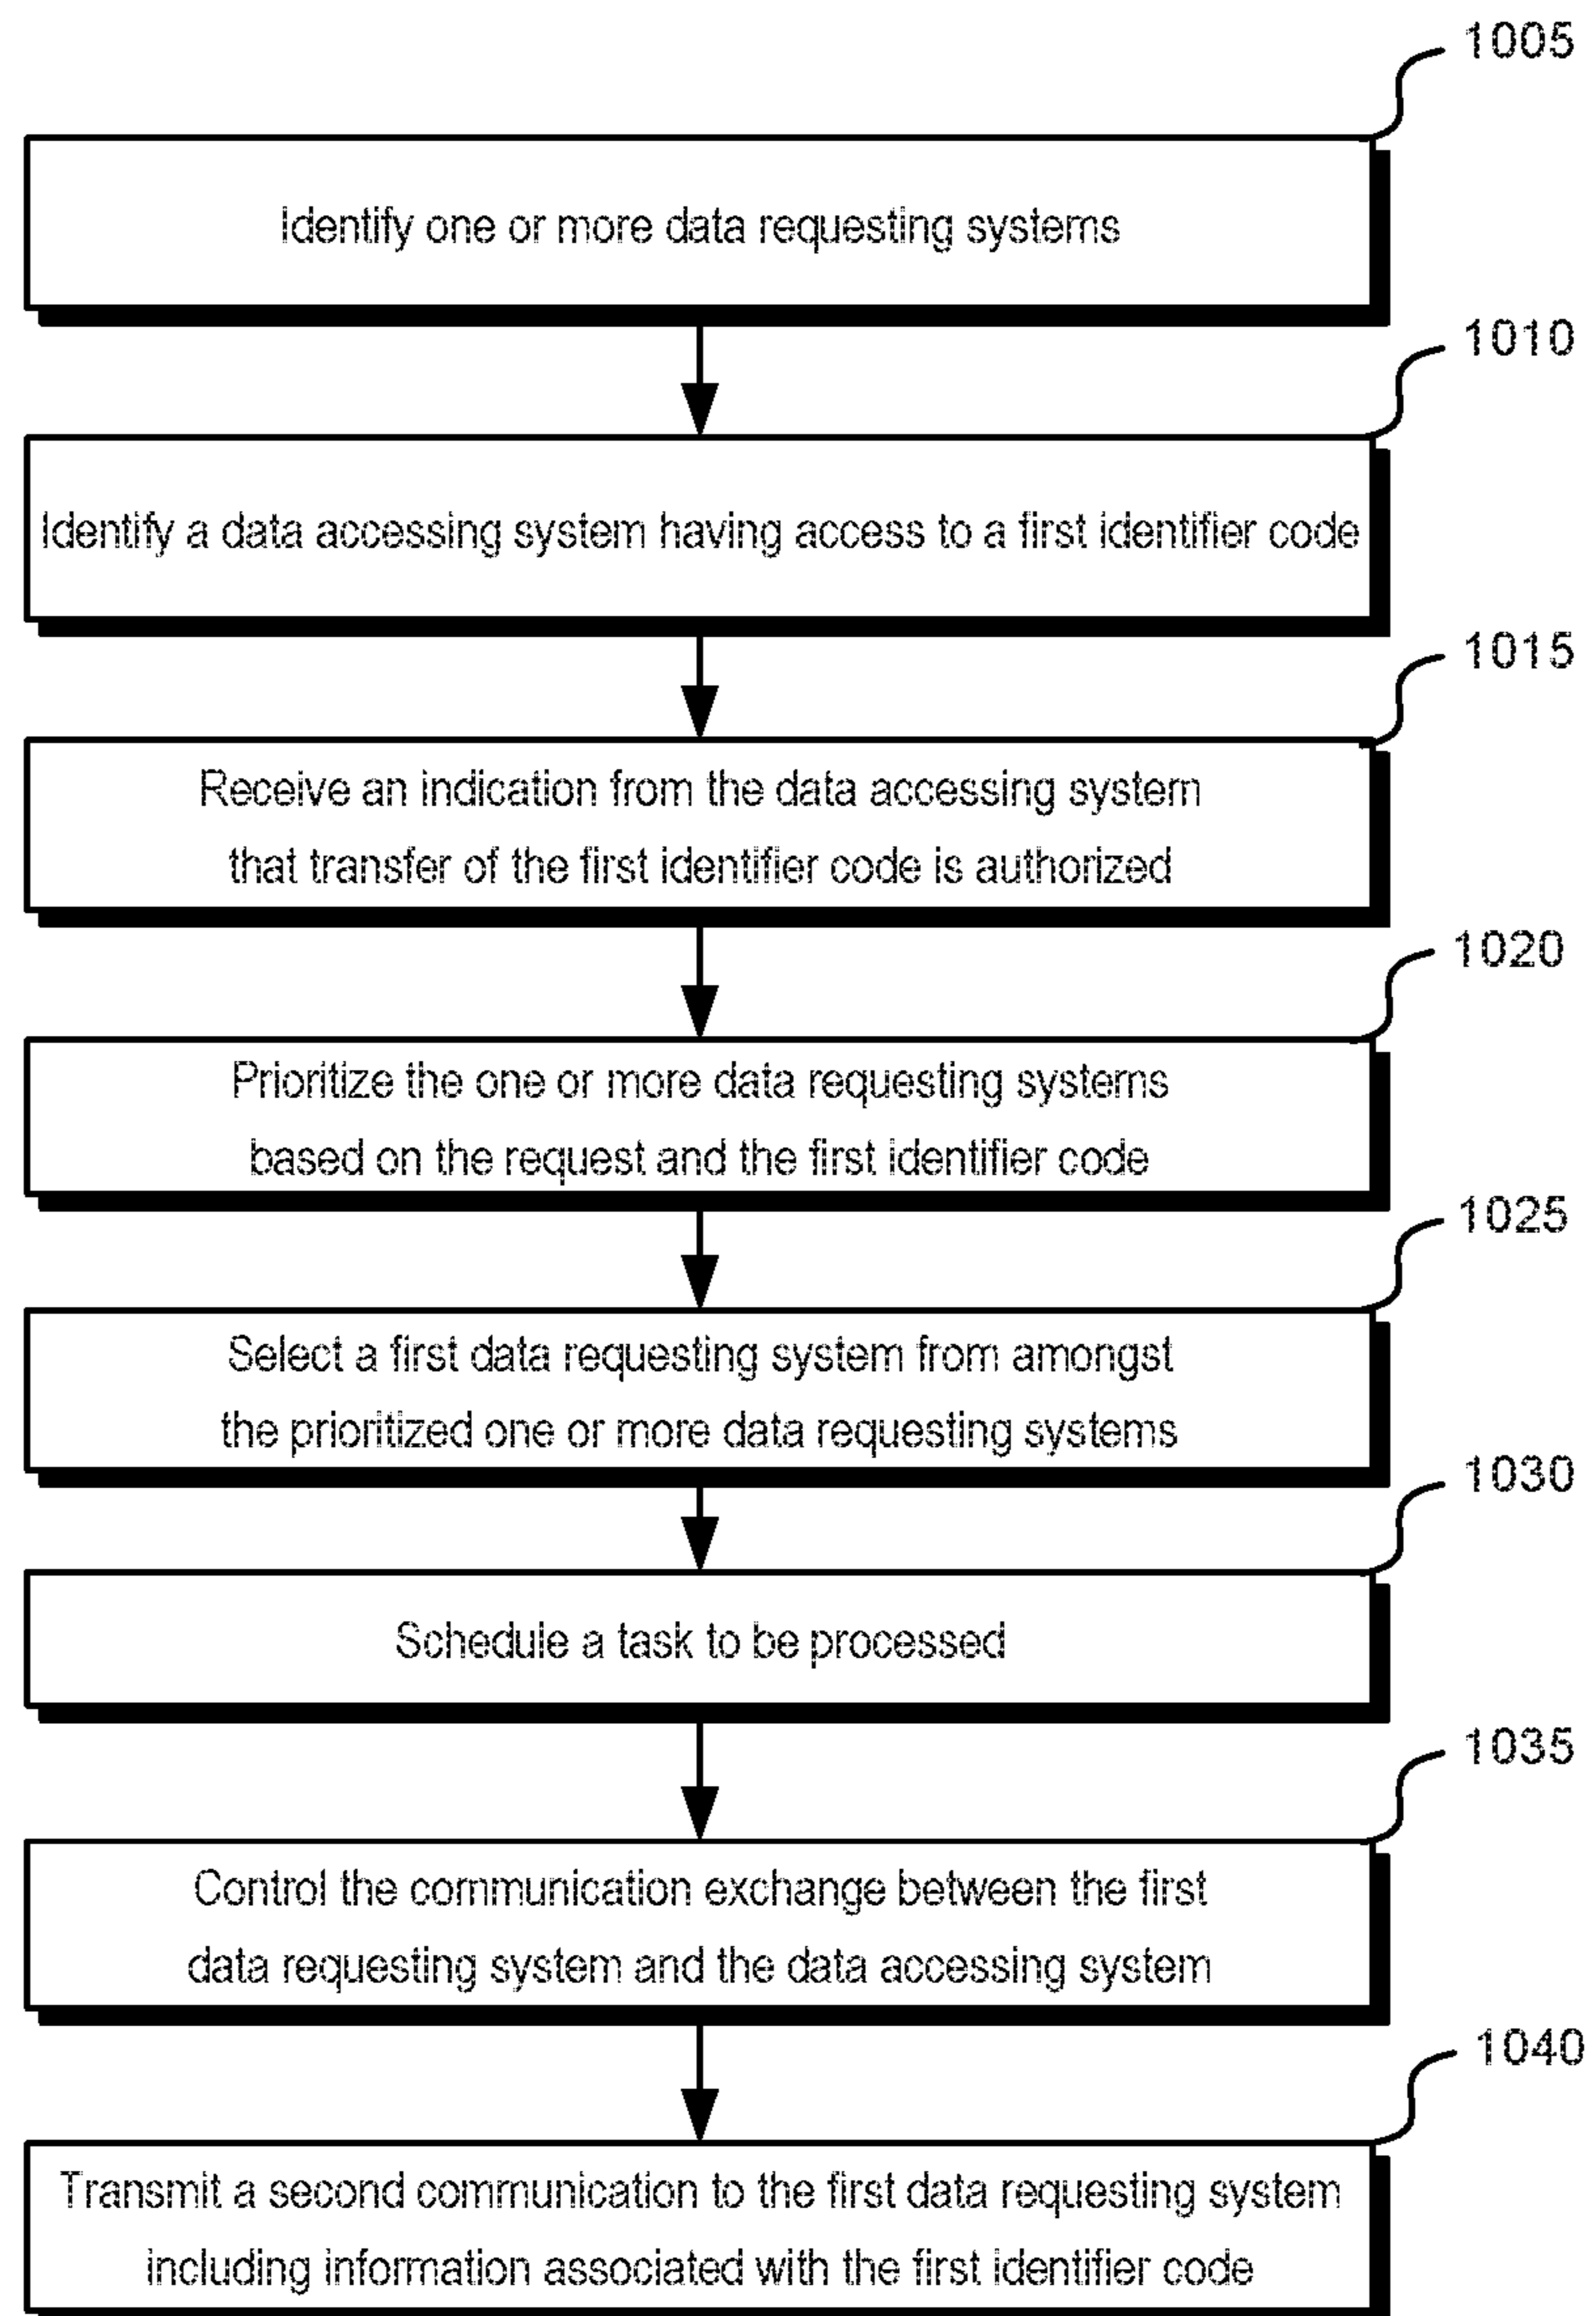 1005
Identify one or more data requesting systems
1010
Identify a data accessing system having access to a first identifier code
1015
Receive an indication from the data accessing system
that transfer of the first identifier code is authorized
1020
Prioritize the one or more data requesting systems
based on the request and the first identifier code
1025
Select a first data requesting system from amongst
the prioritized one or more data requesting systems
1030
Schedule a task to be processed
1035
Control the communication exchange between the first
data requesting system and the data accessing system
1040
Transmit a second communication to the first data requesting system
including information associated with the first identifier code